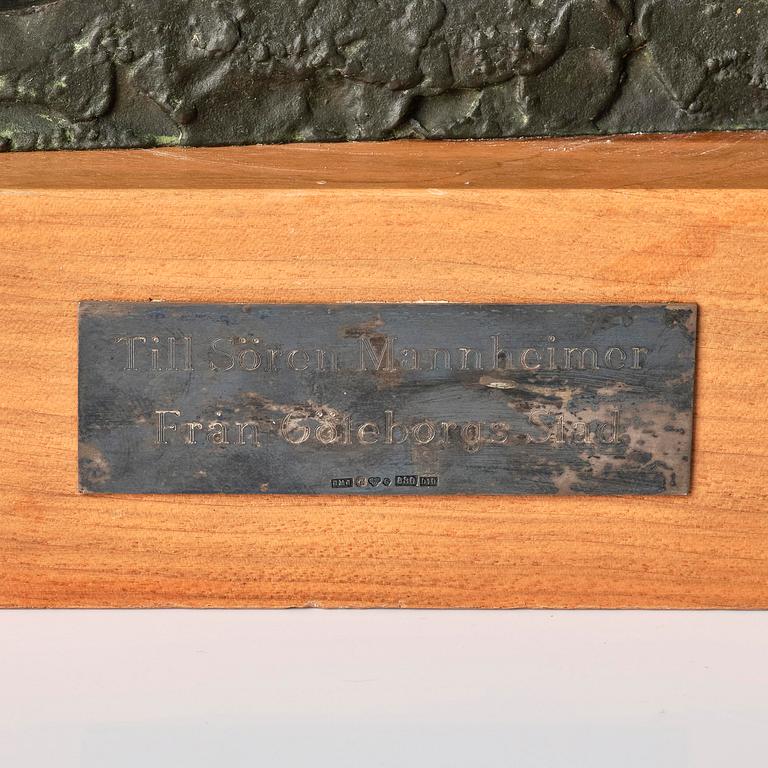 Till Sören Mannheimer
Från Göteborgs Stad